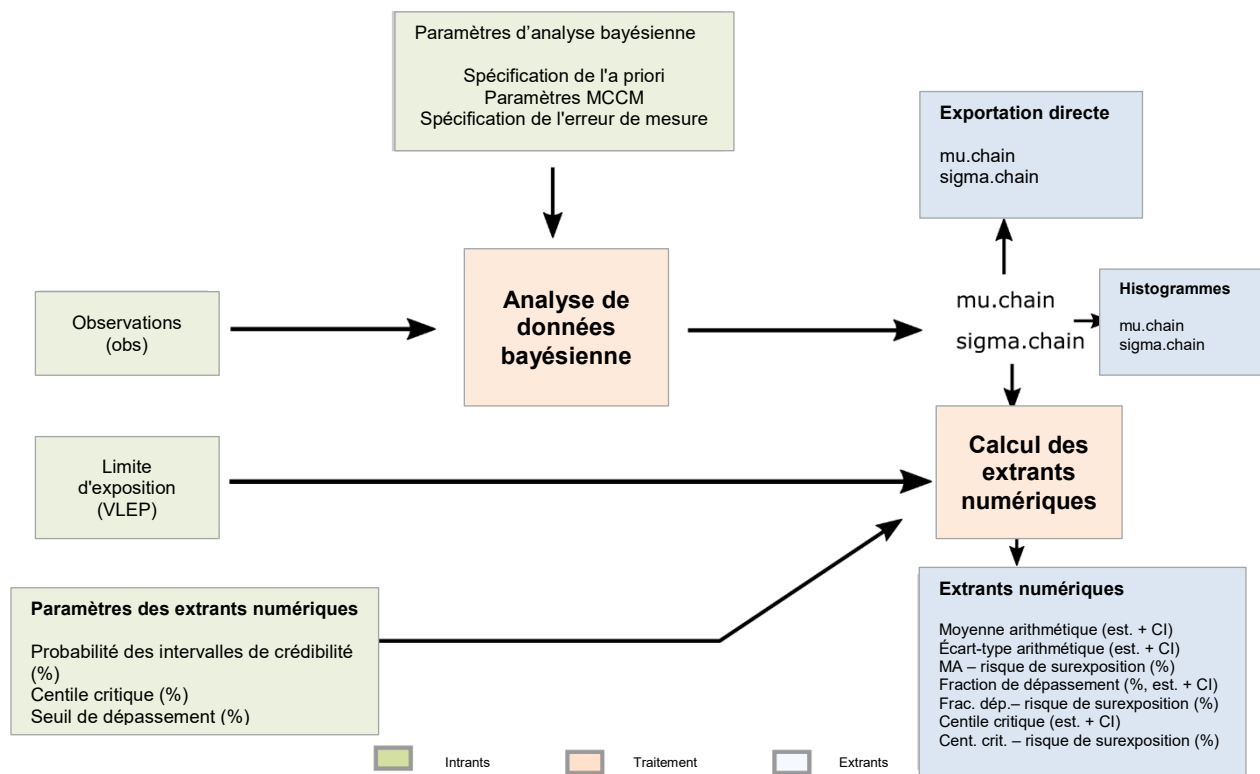 Paramètres d’analyse bayésienne
Spécification de l'a priori
Paramètres MCCM
Spécification de l'erreur de mesure
Exportation directe
mu.chain
sigma.chain
Observations
(obs)
Analyse de
données
bayésienne
mu.chain
sigma.chain
Histogrammes
mu.chain
sigma.chain
Limite
d'exposition
(VLEP)
Calcul des
extrants
numériques
Paramètres des extrants numériques
Probabilité des intervalles de crédibilité
(%)
Centile critique (%)
Seuil de dépassement (%)
Extrants numériques
Moyenne arithmétique (est. + CI)
Écart-type arithmétique (est. + CI)
MA – risque de surexposition (%)
Fraction de dépassement (%, est. + CI)
Frac. dép.– risque de surexposition (%)
Centile critique (est. + CI)
Cent. crit. – risque de surexposition (%)
Intrants
Traitement
Extrants